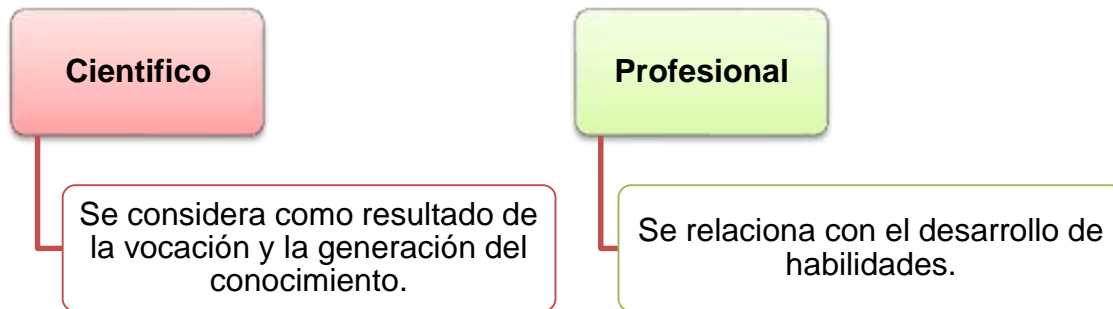 Cientifico
Se considera como resultado de
la vocación y la generación del
conocimiento.
Profesional
Se relaciona con el desarrollo de
habilidades.